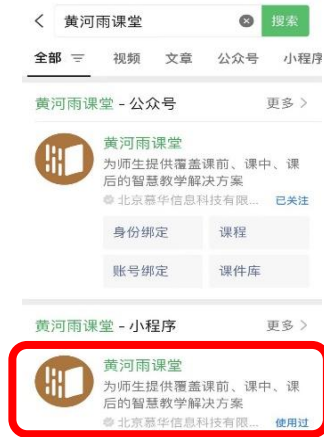 黄河雨课堂 搜索
全部 视频 文章 公众号 小程序
黄河雨课堂 - 公众号 更多
黄河雨课堂
为师生提供覆盖课前、课中、课
后的智慧教学解决方案
北京慕华信息科技有限... 已关注
身份绑定 课程
账号绑定 课件库
黄河雨课堂 - 小程序 更多
黄河雨课堂
为师生提供覆盖课前、课中、课
后的智慧教学解决方案
北京慕华信息科技有限... 使用过